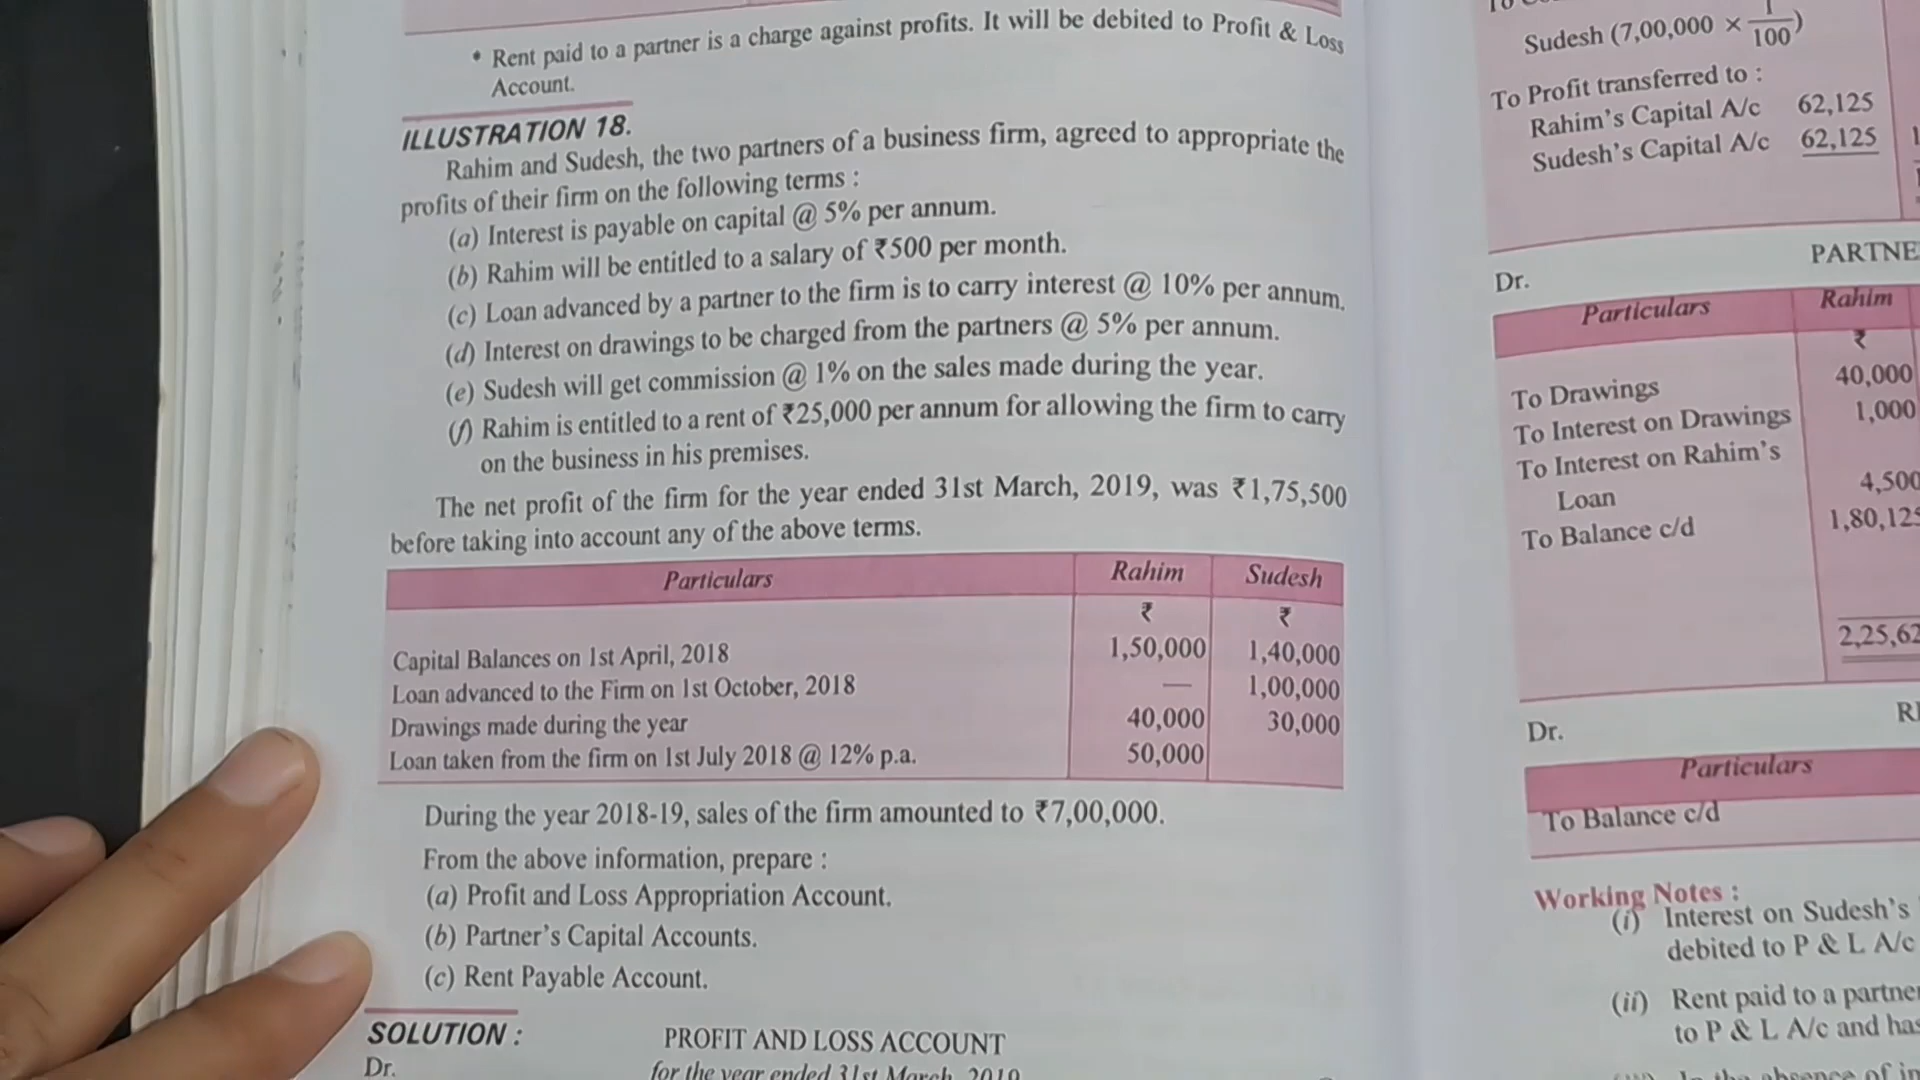 • Rent paid to a partner is a charge against profits. It will be debited to Profit & Loss
Account.
ILLUSTRATION 18.
Rahim and Sudesh, the two partners of a business firm, agreed to appropriate the
profits of their firm on the following terms :
(a) Interest is payable on capital @ 5% per annum.
(b) Rahim will be entitled to a salary of ₹500 per month.
(c) Loan advanced by a partner to the firm is to carry interest @ 10% per annum.
(d) Interest on drawings to be charged from the partners @ 5% per annum.
(e) Sudesh will get commission @ 1% on the sales made during the year.
(f) Rahim is entitled to a rent of ₹25,000 per annum for allowing the firm to carry
on the business in his premises.
The net profit of the firm for the year ended 31st March, 2019, was ₹1,75,500
before taking into account any of the above terms.
Particulars Rahim Sudesh
₹ ₹
Capital Balances on 1st April, 2018 1,50,000 1,40,000
Loan advanced to the Firm on 1st October, 2018 — 1,00,000
Drawings made during the year 40,000 30,000
Loan taken from the firm on 1st July 2018 @ 12% p.a. 50,000
During the year 2018-19, sales of the firm amounted to ₹7,00,000.
From the above information, prepare :
(a) Profit and Loss Appropriation Account.
(b) Partner's Capital Accounts.
(c) Rent Payable Account.
SOLUTION :
PROFIT AND LOSS ACCOUNT
Dr.
for the year ended 31st March, 2019
Sudesh (7,00,000 × 1/100)
To Profit transferred to :
Rahim's Capital A/c 62,125
Sudesh's Capital A/c 62,125
PARTNE
Dr.
Particulars Rahim
₹
To Drawings 40,000
To Interest on Drawings 1,000
To Interest on Rahim's
Loan 4,500
To Balance c/d 1,80,125
2,25,62
Dr.
Particulars
To Balance c/d
Working Notes :
(i) Interest on Sudesh's
debited to P & L A/c
(ii) Rent paid to a partner
to P & L A/c and has